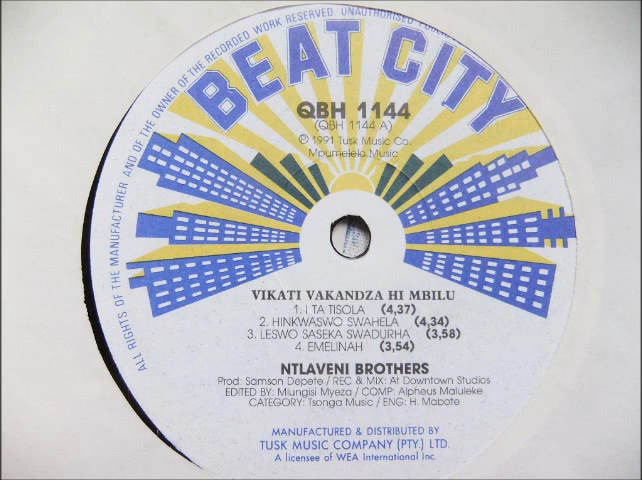 ALL RIGHTS OF THE MANUFACTURER AND OF THE OWNER OF THE RECORDED WORK RESERVED. UNAUTHORISED
BEAT CITY
QBH 1144
(QBH 1144 A)
℗ 1991 Tusk Music Co.
Mpumelelo Music
VIKATI VAKANDZA HI MBILU
1. I TA TISOLA (4,37)
2. HINKWASWO SWAHELA (4,34)
3. LESWO SASEKA SWADURHA (3,58)
4. EMELINAH (3,54)
NTLAVENI BROTHERS
Prod: Samson Depete / REC & MIX: At Downtown Studios
EDITED BY: Mlungisi Myeza / COMP: Alpheus Maluleke
CATEGORY: Tsonga Music / ENG: H. Mabote
MANUFACTURED & DISTRIBUTED BY
TUSK MUSIC COMPANY (PTY.) LTD.
A licensee of WEA International Inc.